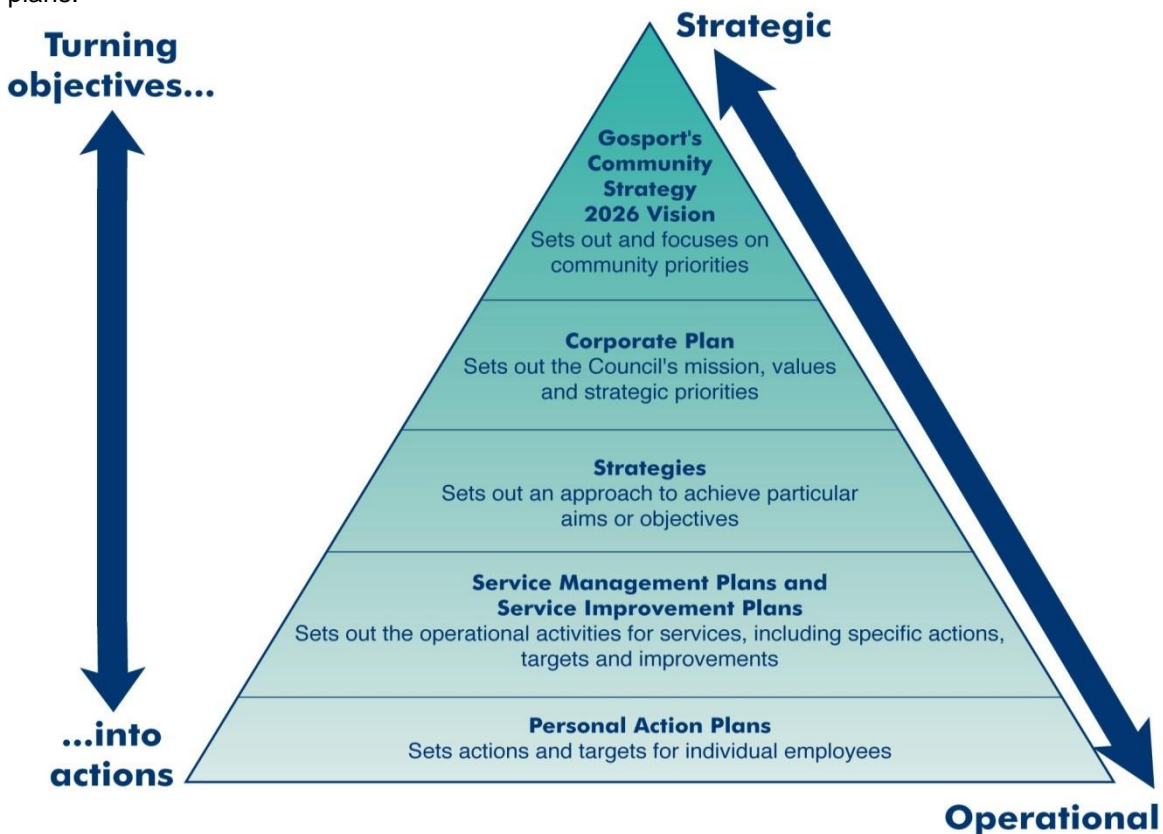 plans.
Turning
objectives...
Strategic
Gosport's
Community
Strategy
2026 Vision
Sets out and focuses on
community priorities
Corporate Plan
Sets out the Council's mission, values
and strategic priorities
Strategies
Sets out an approach to achieve particular
aims or objectives
Service Management Plans and
Service Improvement Plans
Sets out the operational activities for services, including specific actions,
targets and improvements
Personal Action Plans
Sets actions and targets for individual employees
...into
actions
Operational